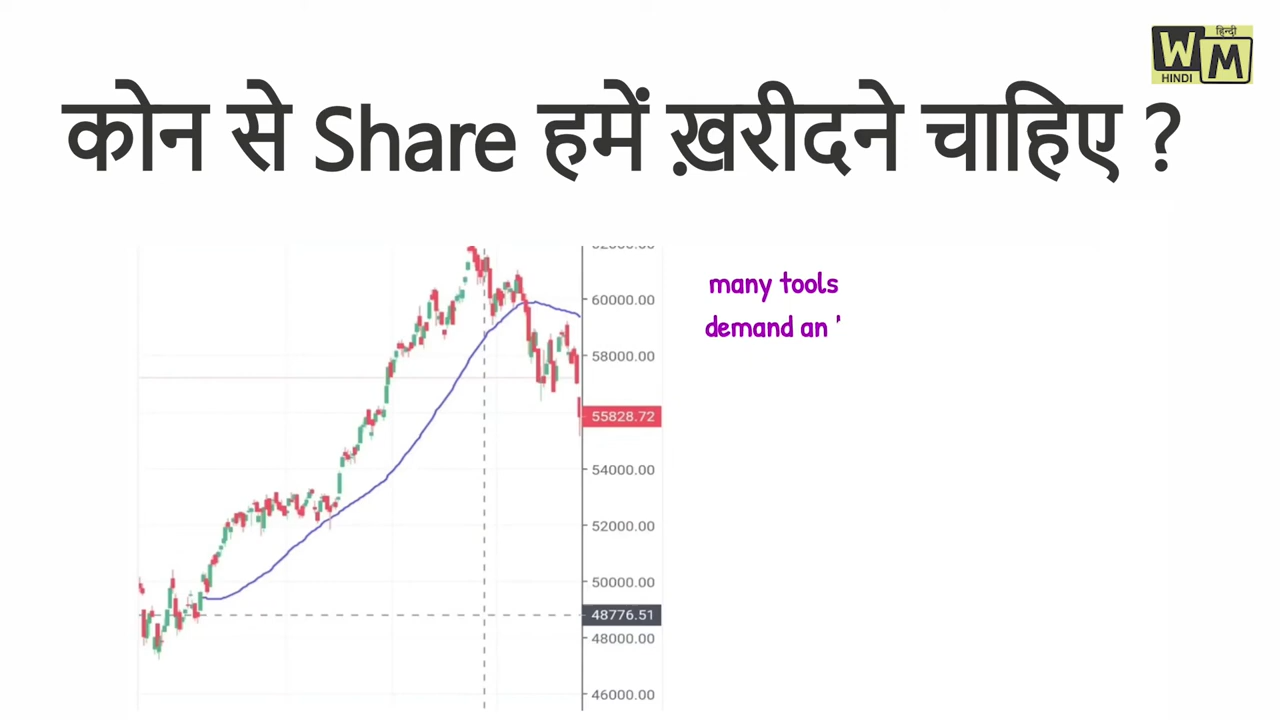 हिन्दी
W M
HINDI
कोन से Share हमें ख़रीदने चाहिए ?
many tools
demand an '
60000.00
58000.00
55828.72
54000.00
52000.00
50000.00
48776.51
48000.00
46000.00